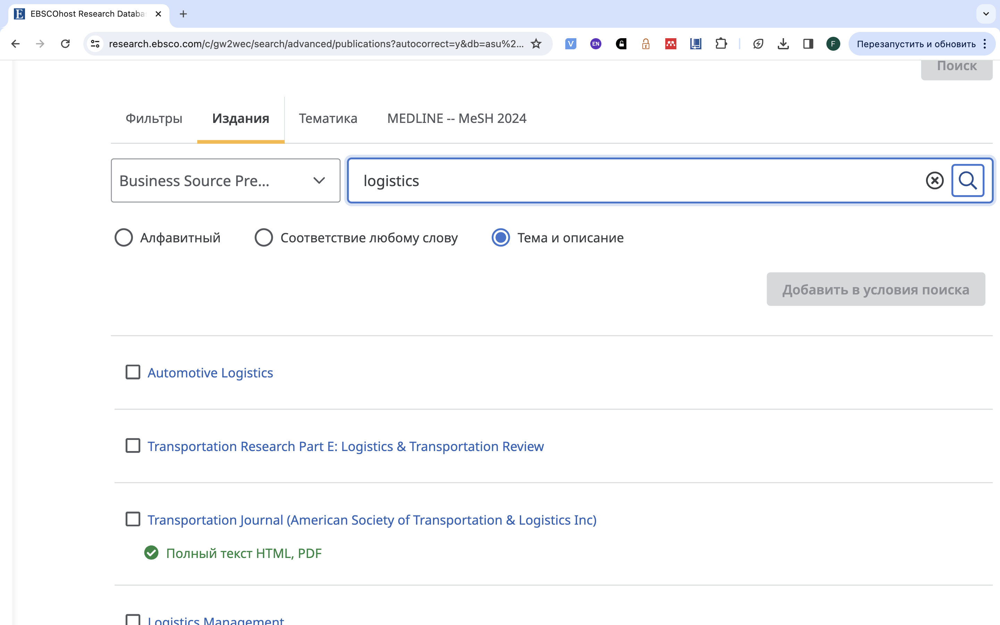 EBSCOhost Research Databa
research.ebsco.com/c/gw2wec/search/advanced/publications?autocorrect=y&db=asu%2...
V
EN
F
Перезапустить и обновить
Поиск
Фильтры
Издания
Тематика
MEDLINE -- MeSH 2024
Business Source Pre...
logistics
Алфавитный
Соответствие любому слову
Тема и описание
Добавить в условия поиска
Automotive Logistics
Transportation Research Part E: Logistics & Transportation Review
Transportation Journal (American Society of Transportation & Logistics Inc)
Полный текст HTML, PDF
Logistics Management